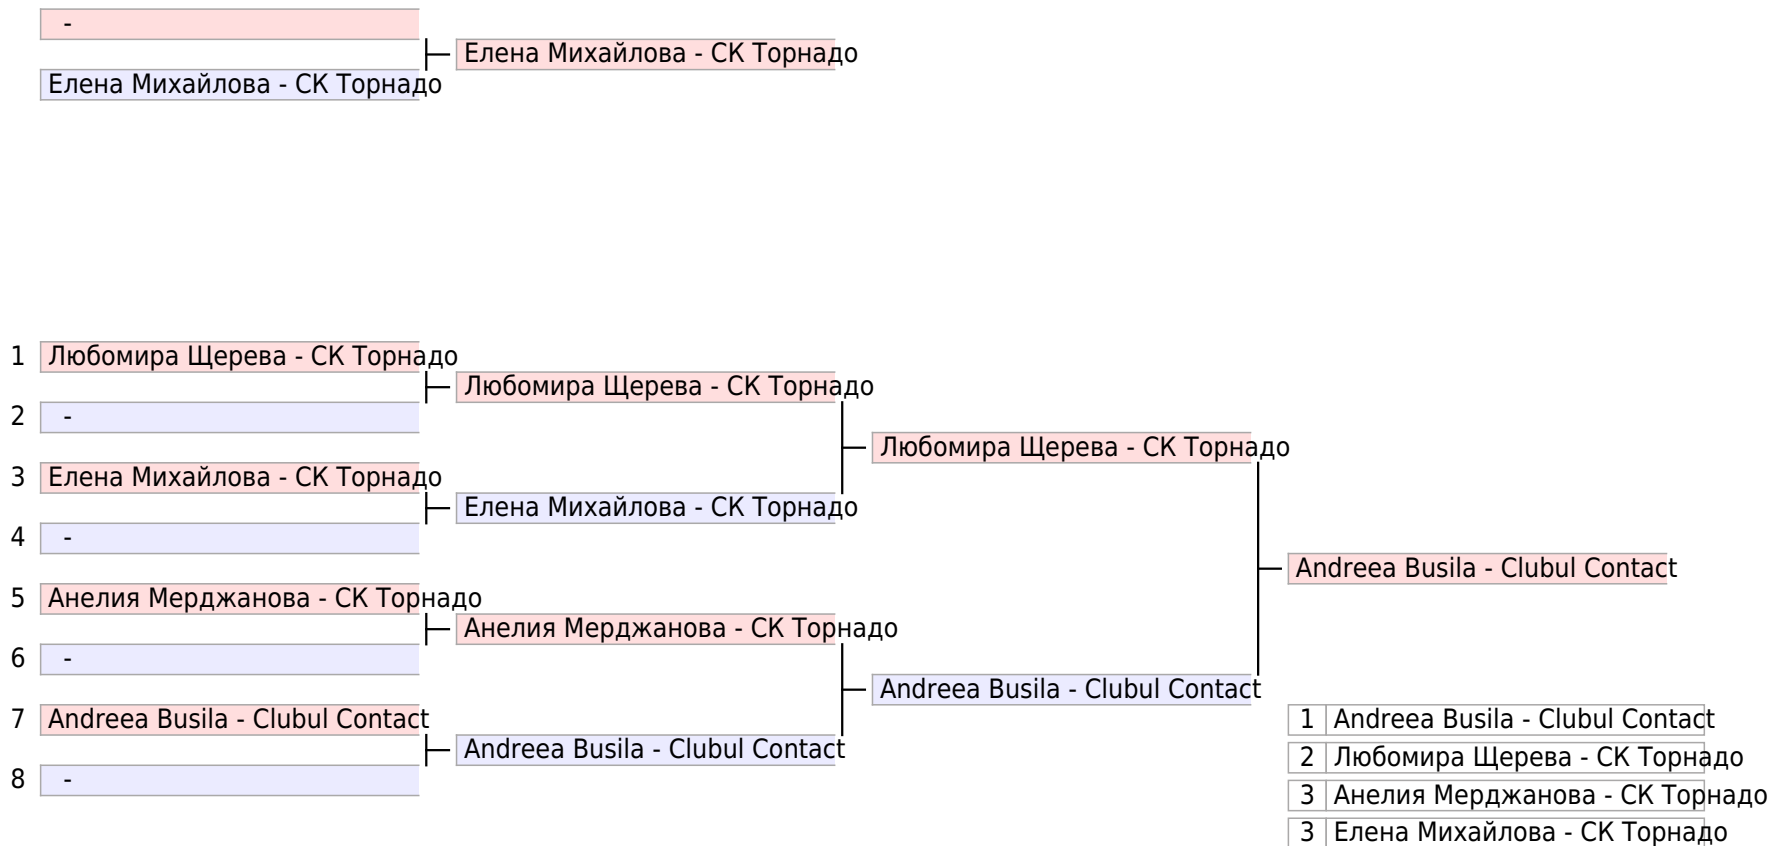 -
Елена Михайлова - СК Торнадо
Елена Михайлова - СК Торнадо
1 Любомира Щерева - СК Торнадо
Любомира Щерева - СК Торнадо
2 -
Любомира Щерева - СК Торнадо
3 Елена Михайлова - СК Торнадо
Елена Михайлова - СК Торнадо
4 -
Andreea Busila - Clubul Contact
5 Анелия Мерджанова - СК Торнадо
Анелия Мерджанова - СК Торнадо
6 -
Andreea Busila - Clubul Contact
7 Andreea Busila - Clubul Contact
Andreea Busila - Clubul Contact
8 -
1 Andreea Busila - Clubul Contact
2 Любомира Щерева - СК Торнадо
3 Анелия Мерджанова - СК Торнадо
3 Елена Михайлова - СК Торнадо